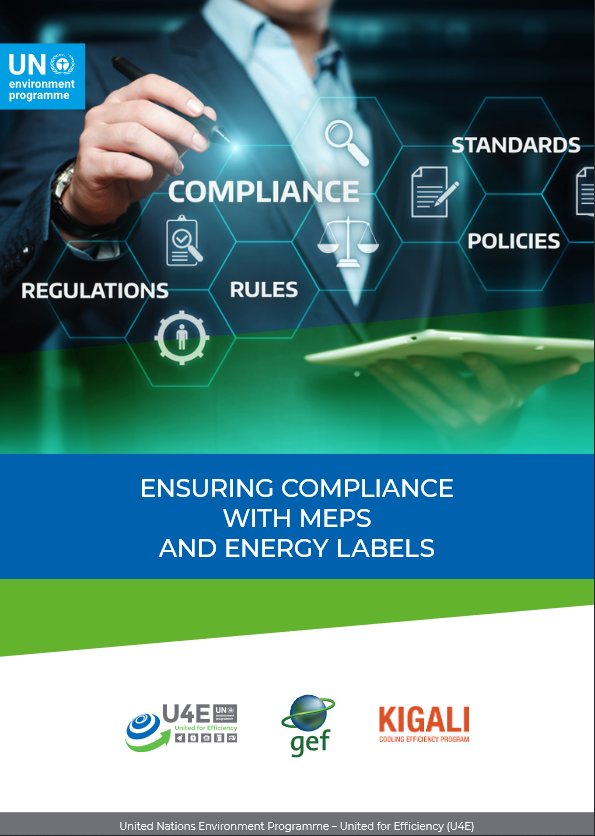 UN
environment
programme
STANDARDS
COMPLIANCE
POLICIES
REGULATIONS
RULES
ENSURING COMPLIANCE
WITH MEPS
AND ENERGY LABELS
U4E
UN
environment
programme
United for Efficiency
gef
KIGALI
COOLING EFFICIENCY PROGRAM
United Nations Environment Programme – United for Efficiency (U4E)